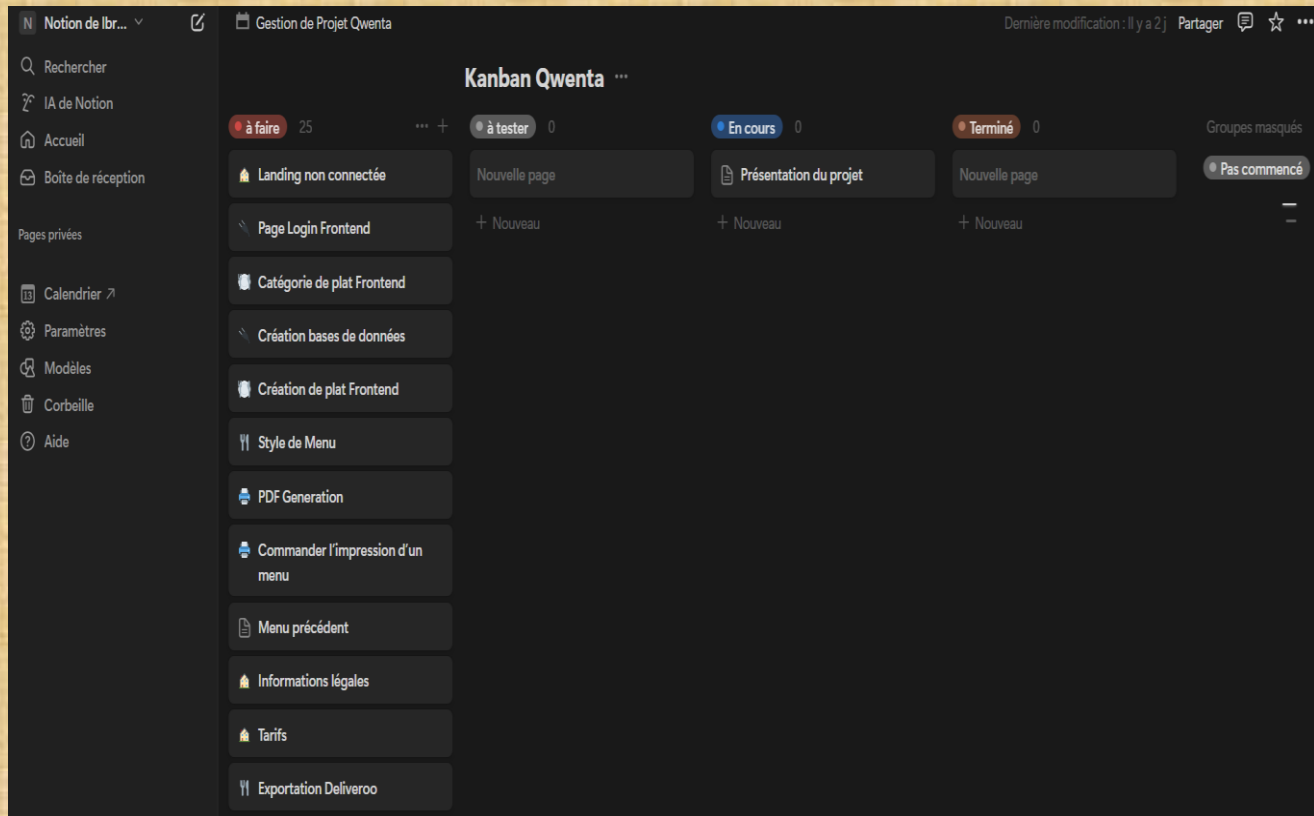 N Notion de Ibr...
Rechercher
IA de Notion
Accueil
Boîte de réception
Pages privées
13 Calendrier ↗
Paramètres
Modèles
Corbeille
Aide
Gestion de Projet Qwenta
Dernière modification : Il y a 2 j Partager
Kanban Qwenta ...
à faire 25 ... +
Landing non connectée
Page Login Frontend
Catégorie de plat Frontend
Création bases de données
Création de plat Frontend
Style de Menu
PDF Generation
Commander l'impression d'un
menu
Menu précédent
Informations légales
Tarifs
Exportation Deliveroo
à tester 0
Nouvelle page
+ Nouveau
En cours 0
Présentation du projet
+ Nouveau
Terminé 0
Nouvelle page
+ Nouveau
Groupes masqués
Pas commencé